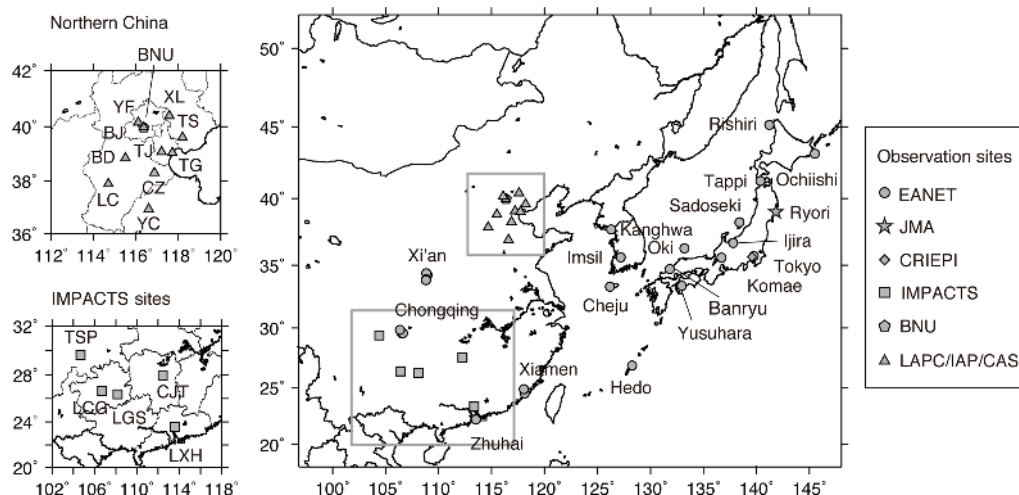 Northern China
BNU
42°
40°
38°
36°
YF
XL
TS
BJ
TJ
BD
TG
LC
CZ
YC
112° 114° 116° 118° 120°
IMPACTS sites
32°
28°
24°
20°
TSP
CJT
LCG
LGS
LXH
102° 104° 106° 108° 110° 112° 114° 116° 118°
50°
45°
40°
35°
30°
25°
20°
Rishiri
Tappi
Ochiishi
Sadoseki
Ryori
Kanghwa
Oki
Ijira
Xi'an
Imsil
Tokyo
Komae
Cheju
Banryu
Chongqing
Yusuhara
Xiamen
Hedo
Zhuhai
100° 105° 110° 115° 120° 125° 130° 135° 140° 145°
Observation sites
EANET
JMA
CRIEPI
IMPACTS
BNU
LAPC/IAP/CAS